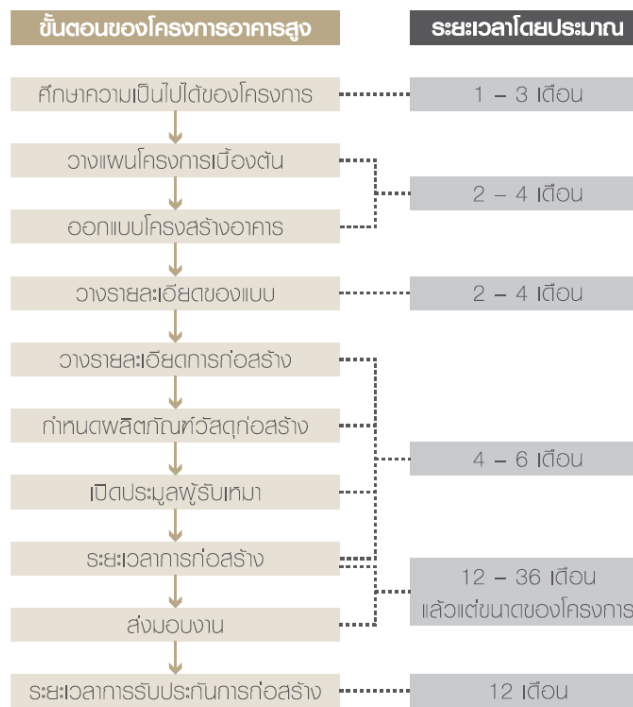 ขั้นตอนของโครงการอาคารสูง
ระยะเวลาโดยประมาณ
ศึกษาความเป็นไปได้ของโครงการ
1 – 3 เดือน
วางแผนโครงการเบื้องต้น
2 – 4 เดือน
ออกแบบโครงสร้างอาคาร
วางรายละเอียดของแบบ
2 – 4 เดือน
วางรายละเอียดการก่อสร้าง
กำหนดผลิตภัณฑ์วัสดุก่อสร้าง
4 – 6 เดือน
เปิดประมูลผู้รับเหมา
ระยะเวลาการก่อสร้าง
12 – 36 เดือน
แล้วแต่ขนาดของโครงการ
ส่งมอบงาน
ระยะเวลาการรับประกันการก่อสร้าง
12 เดือน